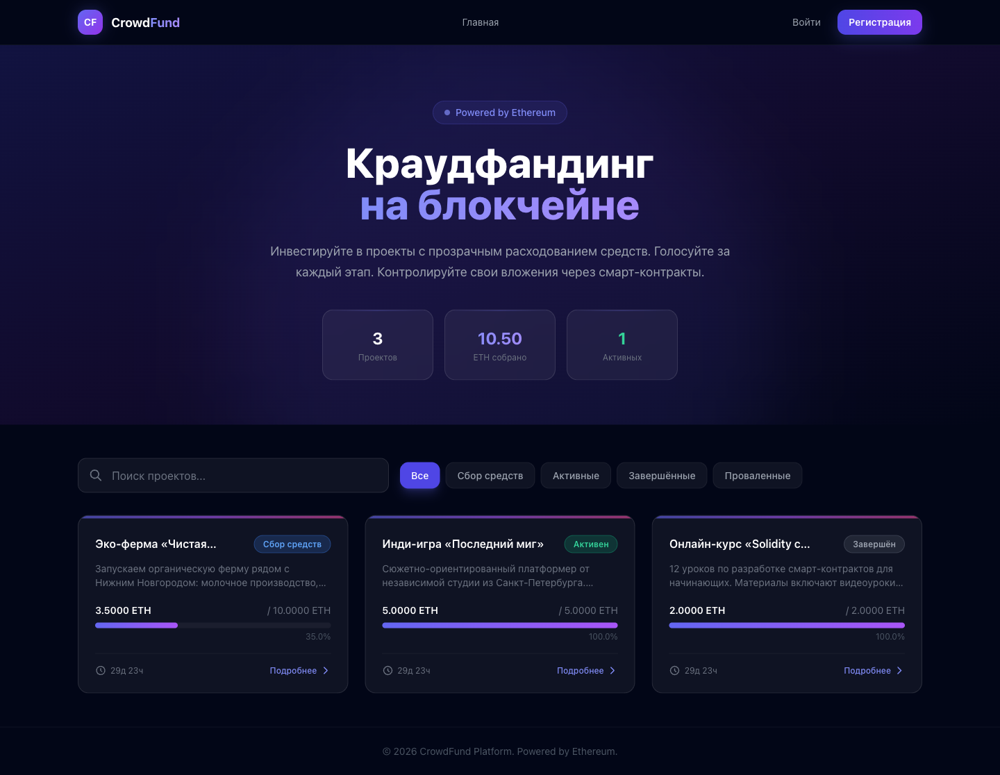 CF CrowdFund Главная Войти Регистрация
Powered by Ethereum
Краудфандинг
на блокчейне
Инвестируйте в проекты с прозрачным расходованием средств. Голосуйте за
каждый этап. Контролируйте свои вложения через смарт-контракты.
3 10.50 1
Проектов ETH собрано Активных
Поиск проектов... Все Сбор средств Активные Завершённые Проваленные
Эко-ферма «Чистая... Сбор средств
Запускаем органическую ферму рядом с
Нижним Новгородом: молочное производство,...
3.5000 ETH / 10.0000 ETH
35.0%
29д 23ч Подробнее
Инди-игра «Последний миг» Активен
Сюжетно-ориентированный платформер от
независимой студии из Санкт-Петербурга....
5.0000 ETH / 5.0000 ETH
100.0%
29д 23ч Подробнее
Онлайн-курс «Solidity с... Завершён
12 уроков по разработке смарт-контрактов для
начинающих. Материалы включают видеоуроки...
2.0000 ETH / 2.0000 ETH
100.0%
29д 23ч Подробнее
© 2026 CrowdFund Platform. Powered by Ethereum.